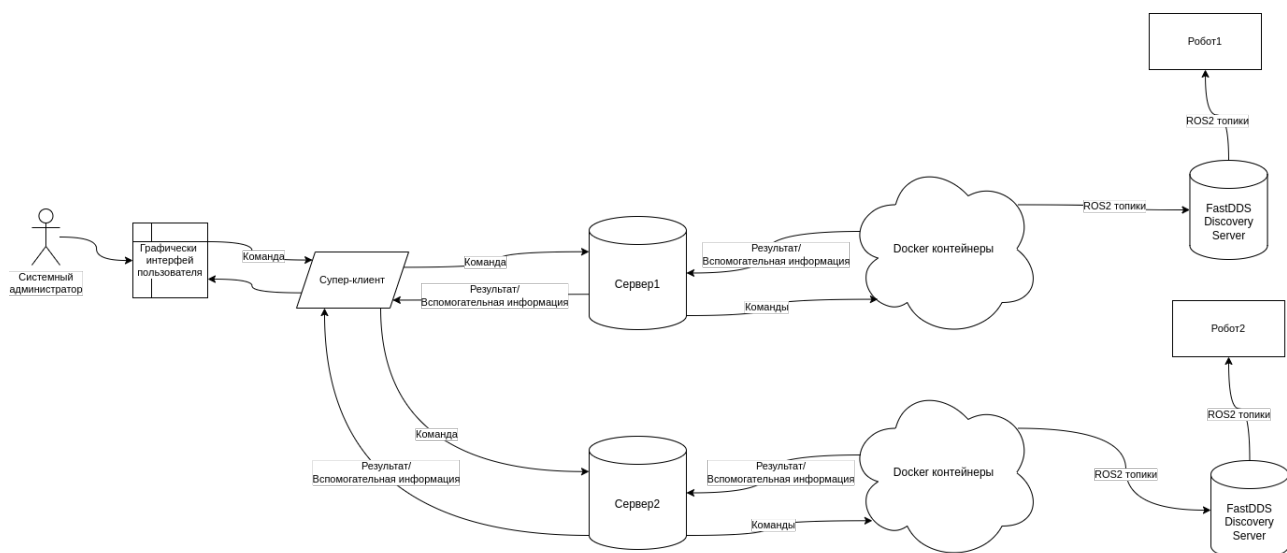 Робот1
ROS2 топики
FastDDS
Discovery
Server
ROS2 топики
Docker контейнеры
Результат/
Вспомогательная информация
Команды
Сервер1
Команда
Результат/
Вспомогательная информация
Супер-клиент
Команда
Графически
интерфей
пользователя
Системный
администратор
Робот2
ROS2 топики
FastDDS
Discovery
Server
ROS2 топики
Docker контейнеры
Результат/
Вспомогательная информация
Команды
Сервер2
Команда
Результат/
Вспомогательная информация